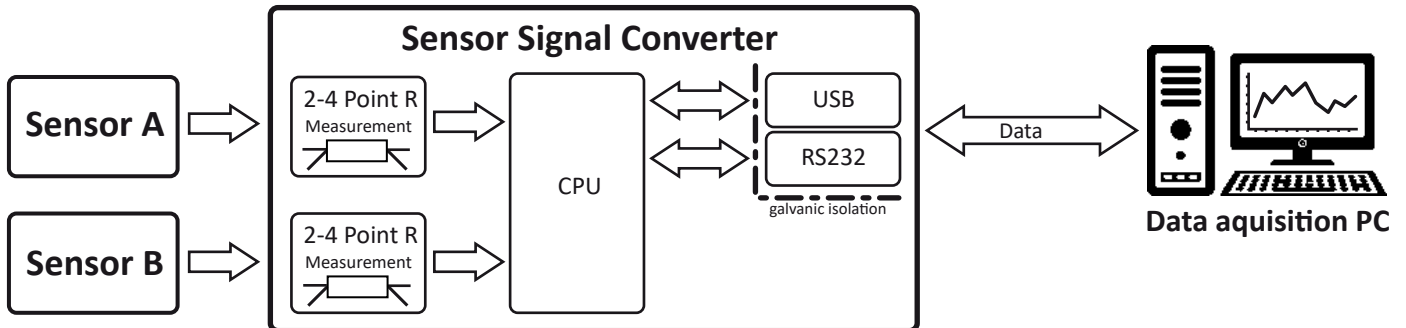 Sensor Signal Converter
Sensor A
2-4 Point R
Measurement
Sensor B
2-4 Point R
Measurement
CPU
USB
RS232
galvanic isolation
Data
Data aquisition PC